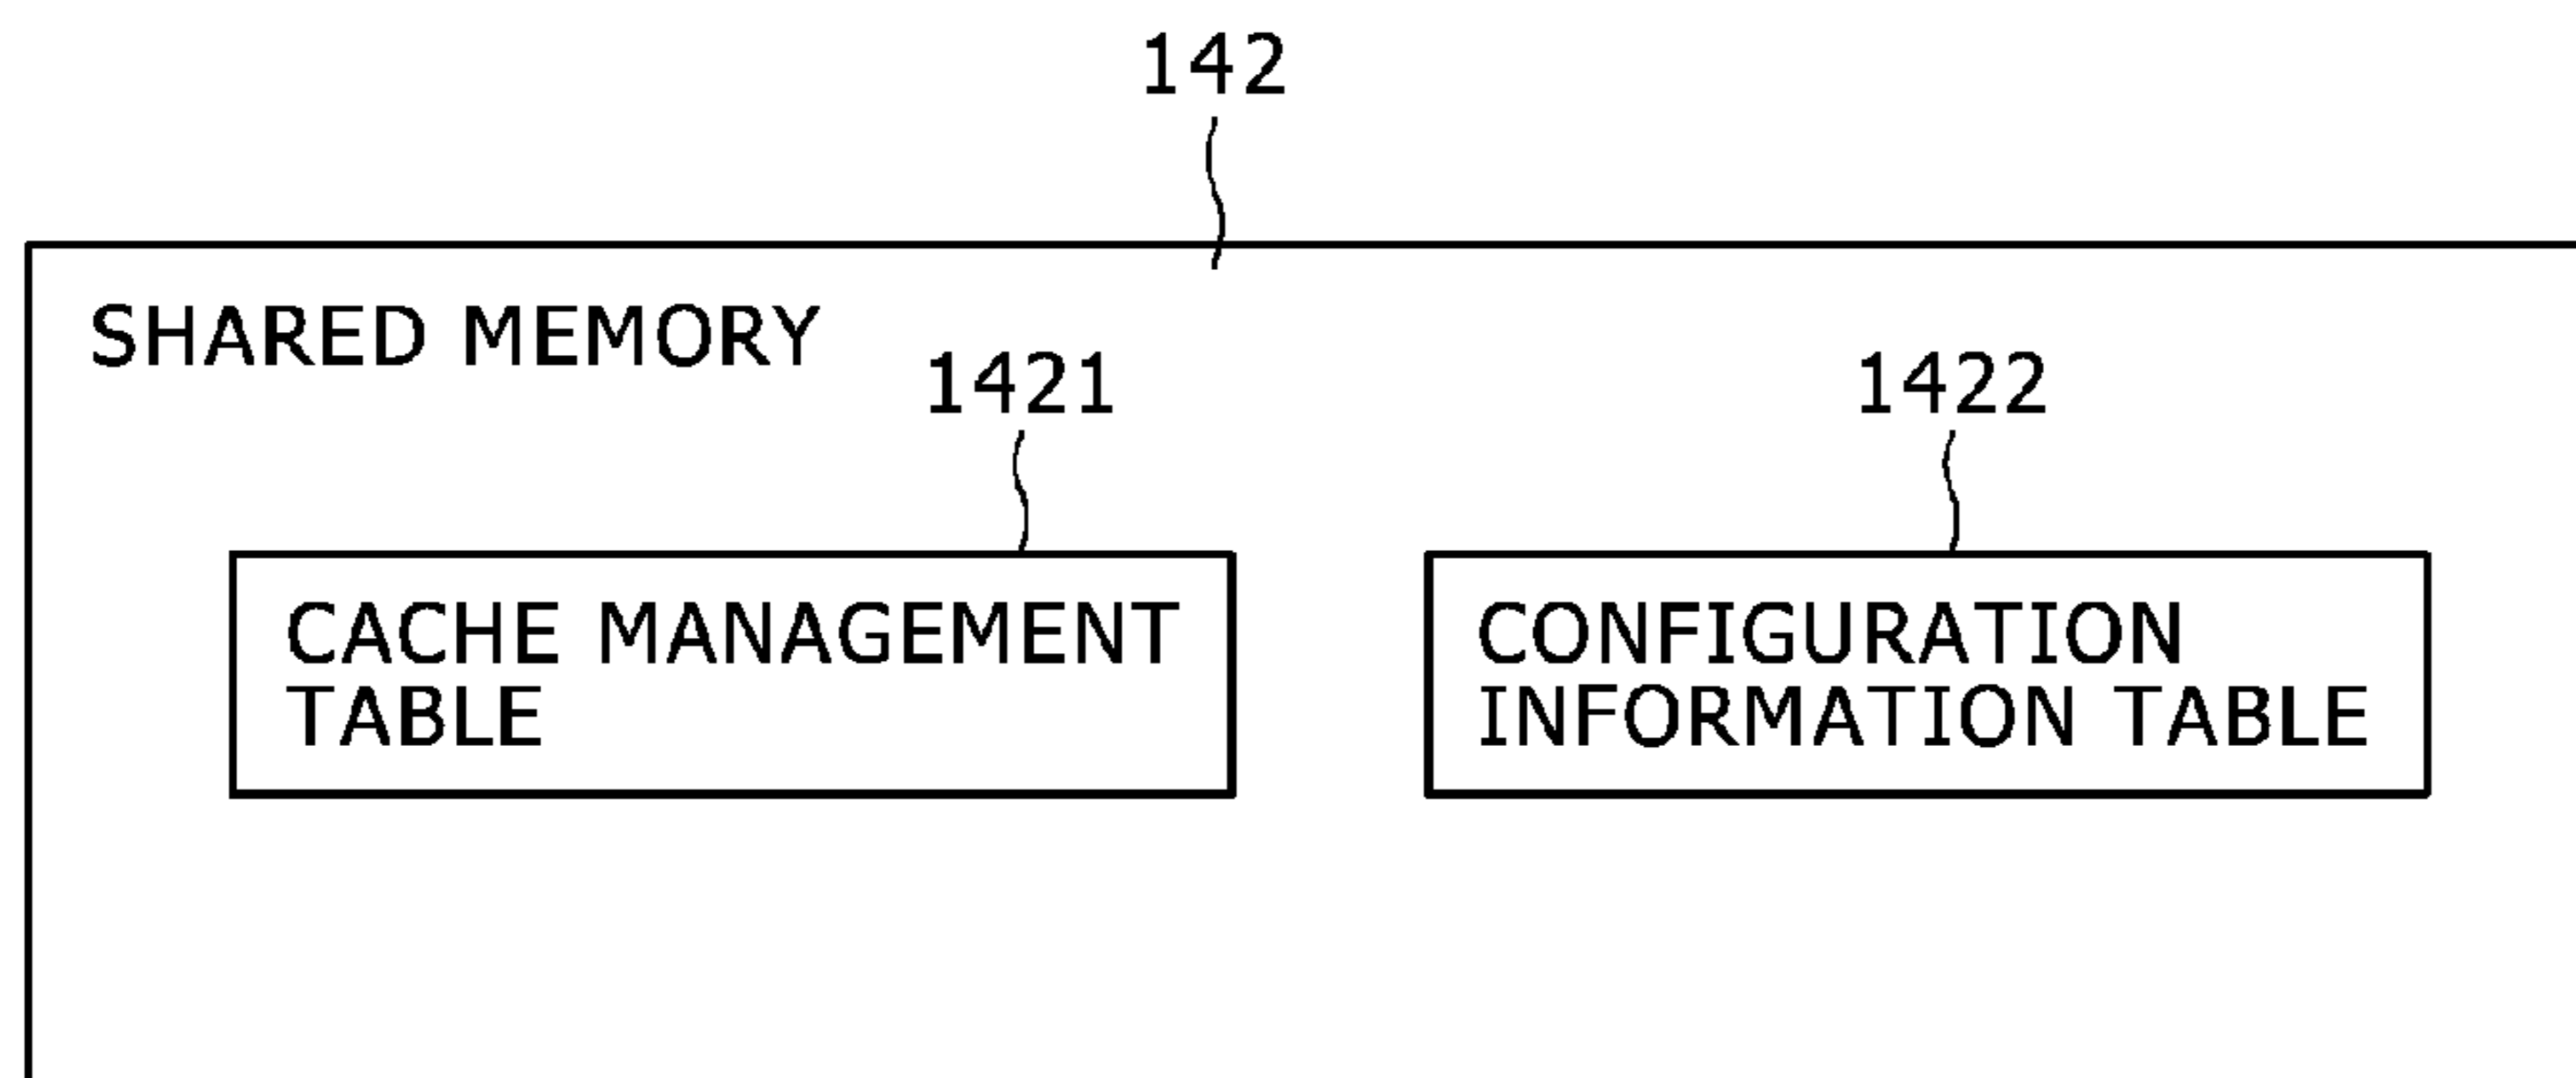 142
SHARED MEMORY
1421
1422
CACHE MANAGEMENT
TABLE
CONFIGURATION
INFORMATION TABLE